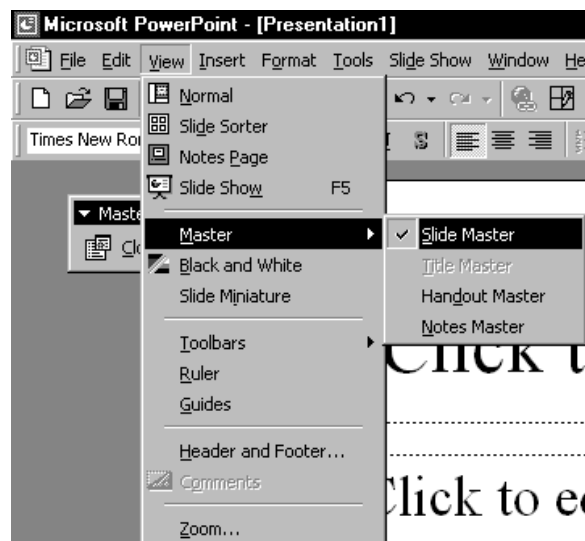 Microsoft PowerPoint - [Presentation1]
File Edit View Insert Format Tools Slide Show Window He
Times New Ro
Normal
Slide Sorter
Notes Page
Slide Show F5
Maste
Clo
Master
Slide Master
Black and White
Title Master
Slide Miniature
Handout Master
Notes Master
Toolbars
Ruler
Guides
Header and Footer...
Comments
Zoom...
Click t
Click to e